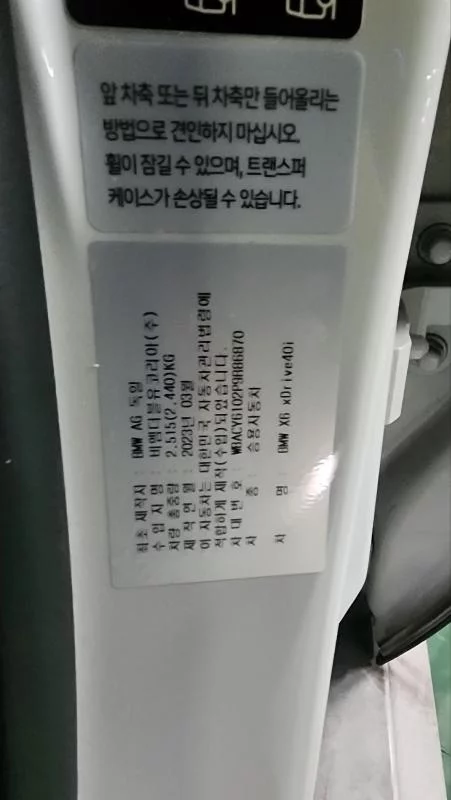 앞 차축 또는 뒤 차축만 들어올리는
방법으로 견인하지 마십시오.
휠이 잠길 수 있으며, 트랜스퍼
케이스가 손상될 수 있습니다.
최초 제작자 : BMW AG 독일
수 입 자 명 : 비엠더블유코리아(주)
차량 총중량 : 2.515(2.440)KG
제 작 연 월 : 2023년 03월
이 자동차는 대한민국 자동차관리법령에
적합하게 제작(수입)되었습니다.
차 대 번 호 : WBACY6102P9R86870
차 종 : 승용자동차
차 명 : BMW X6 xDrive40i